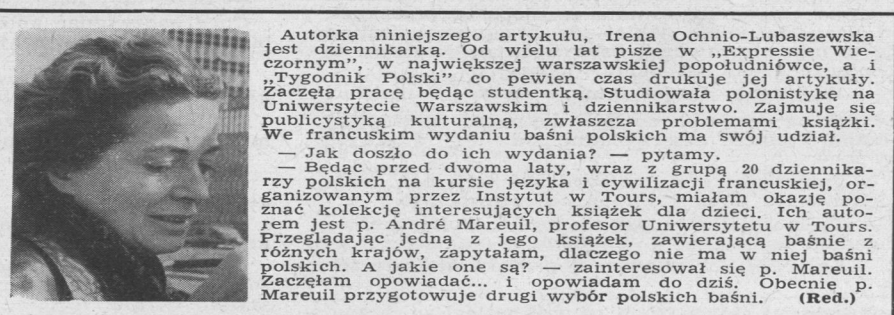 Autorka niniejszego artykułu, Irena Ochnio-Lubaszewska
jest dziennikarką. Od wielu lat pisze w „Expressie Wie-
czornym", w największej warszawskiej popołudniówce, a i
„Tygodnik Polski" co pewien czas drukuje jej artykuły.
Zaczęła pracę będąc studentką. Studiowała polonistykę na
Uniwersytecie Warszawskim i dziennikarstwo. Zajmuje się
publicystyką kulturalną, zwłaszcza problemami książki.
We francuskim wydaniu baśni polskich ma swój udział.
— Jak doszło do ich wydania? — pytamy.
— Będąc przed dwoma laty, wraz z grupą 20 dziennika-
rzy polskich na kursie języka i cywilizacji francuskiej, or-
ganizowanym przez Instytut w Tours, miałam okazję po-
znać kolekcję interesujących książek dla dzieci. Ich auto-
rem jest p. André Mareuil, profesor Uniwersytetu w Tours.
Przeglądając jedną z jego książek, zawierającą baśnie z
różnych krajów, zapytałam, dlaczego nie ma w niej baśni
polskich. A jakie one są? — zainteresował się p. Mareuil.
Zaczęłam opowiadać... i opowiadam do dziś. Obecnie p.
Mareuil przygotowuje drugi wybór polskich baśni. (Red.)